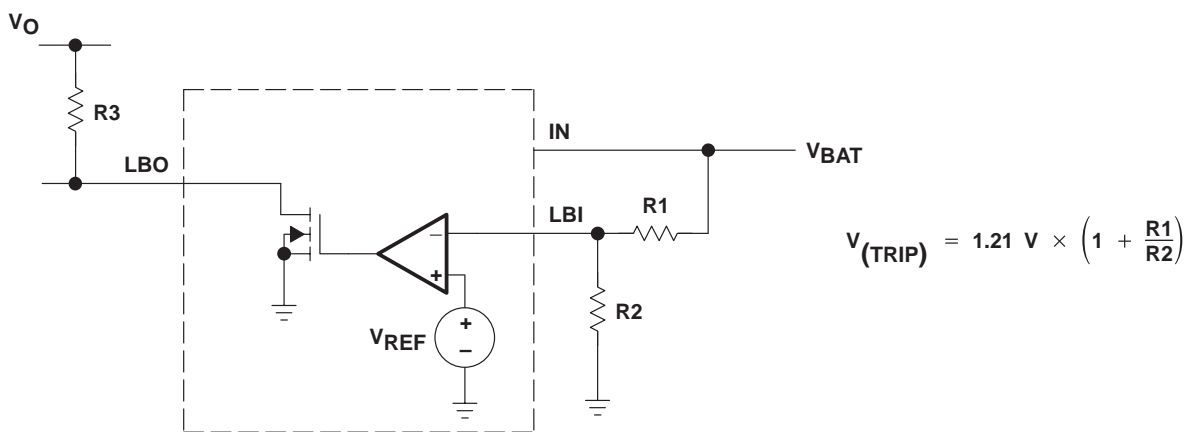 VO
R3
LBO
IN
VBAT
LBI
R1
−
+
R2
VREF
+
−
V(TRIP) = 1.21 V × (1 + R1/R2)